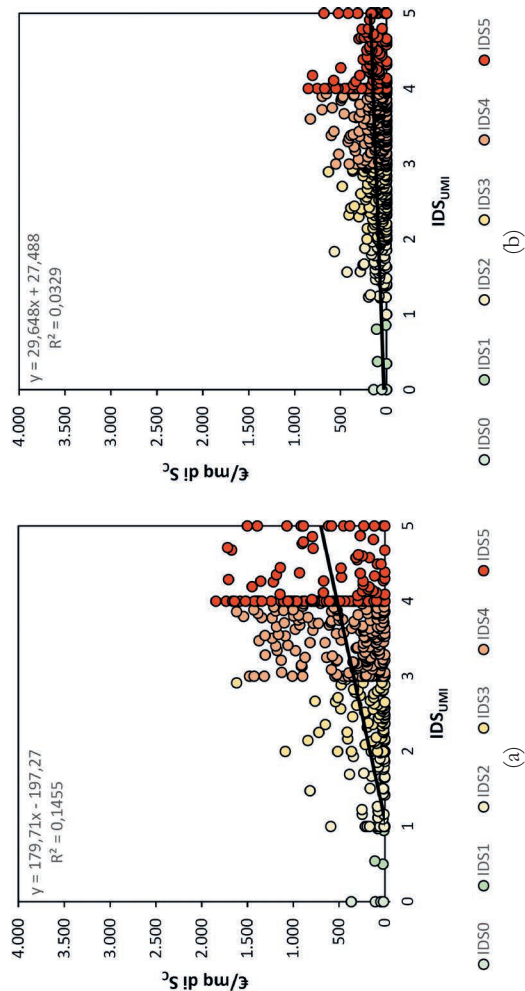 y = 179,71x - 197,27
R² = 0,1455
4.000
3.500
3.000
2.500
2.000
1.500
1.000
500
0
€/mq di S_C
0 1 2 3 4 5
IDS_UMI
IDS0 IDS1 IDS2 IDS3 IDS4 IDS5
(a)
y = 29,648x + 27,488
R² = 0,0329
4.000
3.500
3.000
2.500
2.000
1.500
1.000
500
0
€/mq di S_C
0 1 2 3 4 5
IDS_UMI
IDS0 IDS1 IDS2 IDS3 IDS4 IDS5
(b)